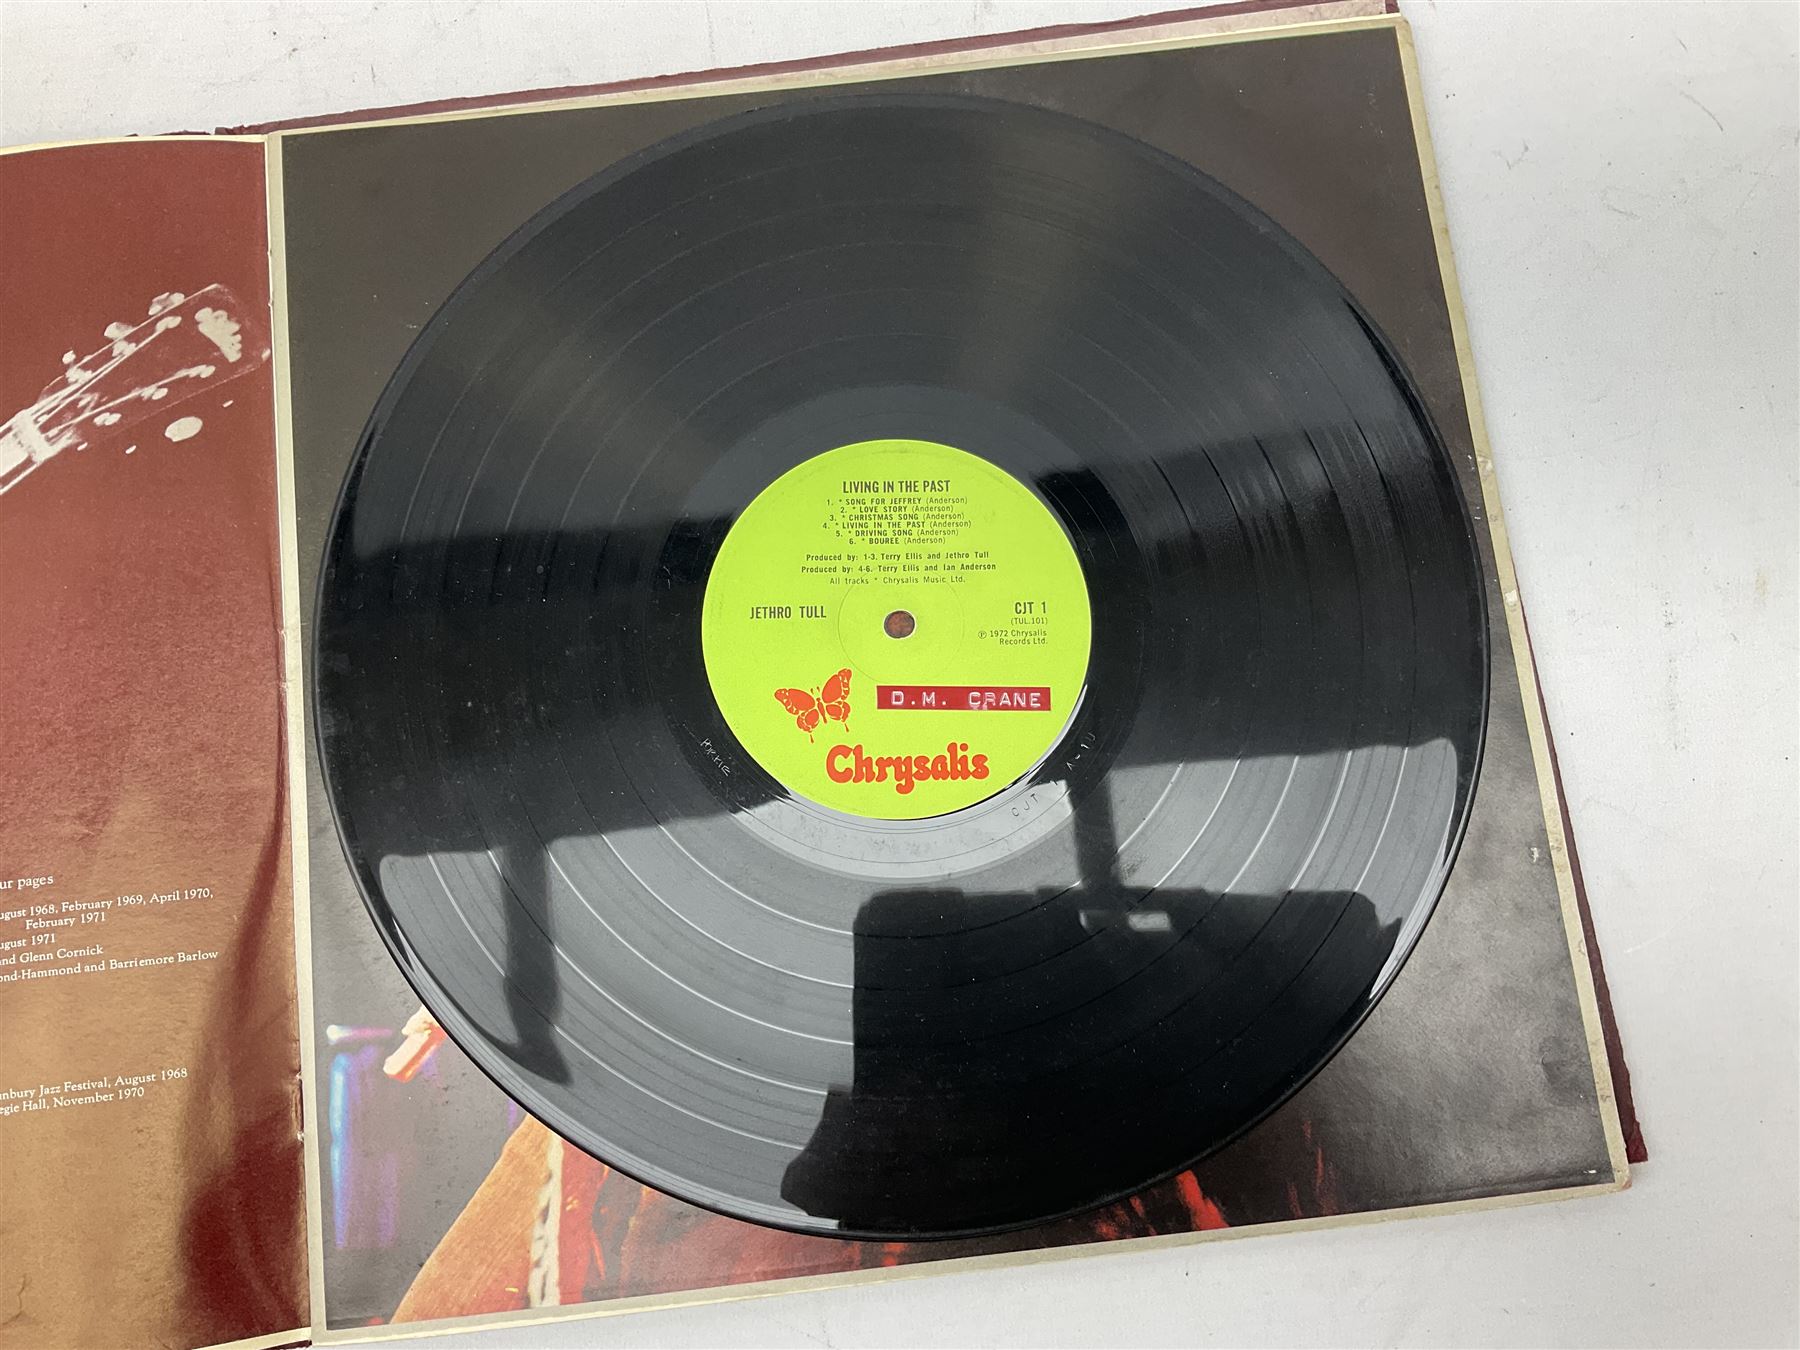 ur pages
ugust 1968, February 1969, April 1970,
February 1971
ugust 1971
and Glenn Cornick
ond-Hammond and Barriemore Barlow
nbury Jazz Festival, August 1968
egie Hall, November 1970
LIVING IN THE PAST
1. * SONG FOR JEFFREY (Anderson)
2. * LOVE STORY (Anderson)
3. * CHRISTMAS SONG (Anderson)
4. * LIVING IN THE PAST (Anderson)
5. * DRIVING SONG (Anderson)
6. * BOUREE (Anderson)
Produced by: 1-3. Terry Ellis and Jethro Tull
Produced by: 4-6. Terry Ellis and Ian Anderson
All tracks * Chrysalis Music Ltd.
JETHRO TULL
CJT 1
(TUL.101)
℗ 1972 Chrysalis
Records Ltd.
D.M. CRANE
Chrysalis
CJT
A-1U